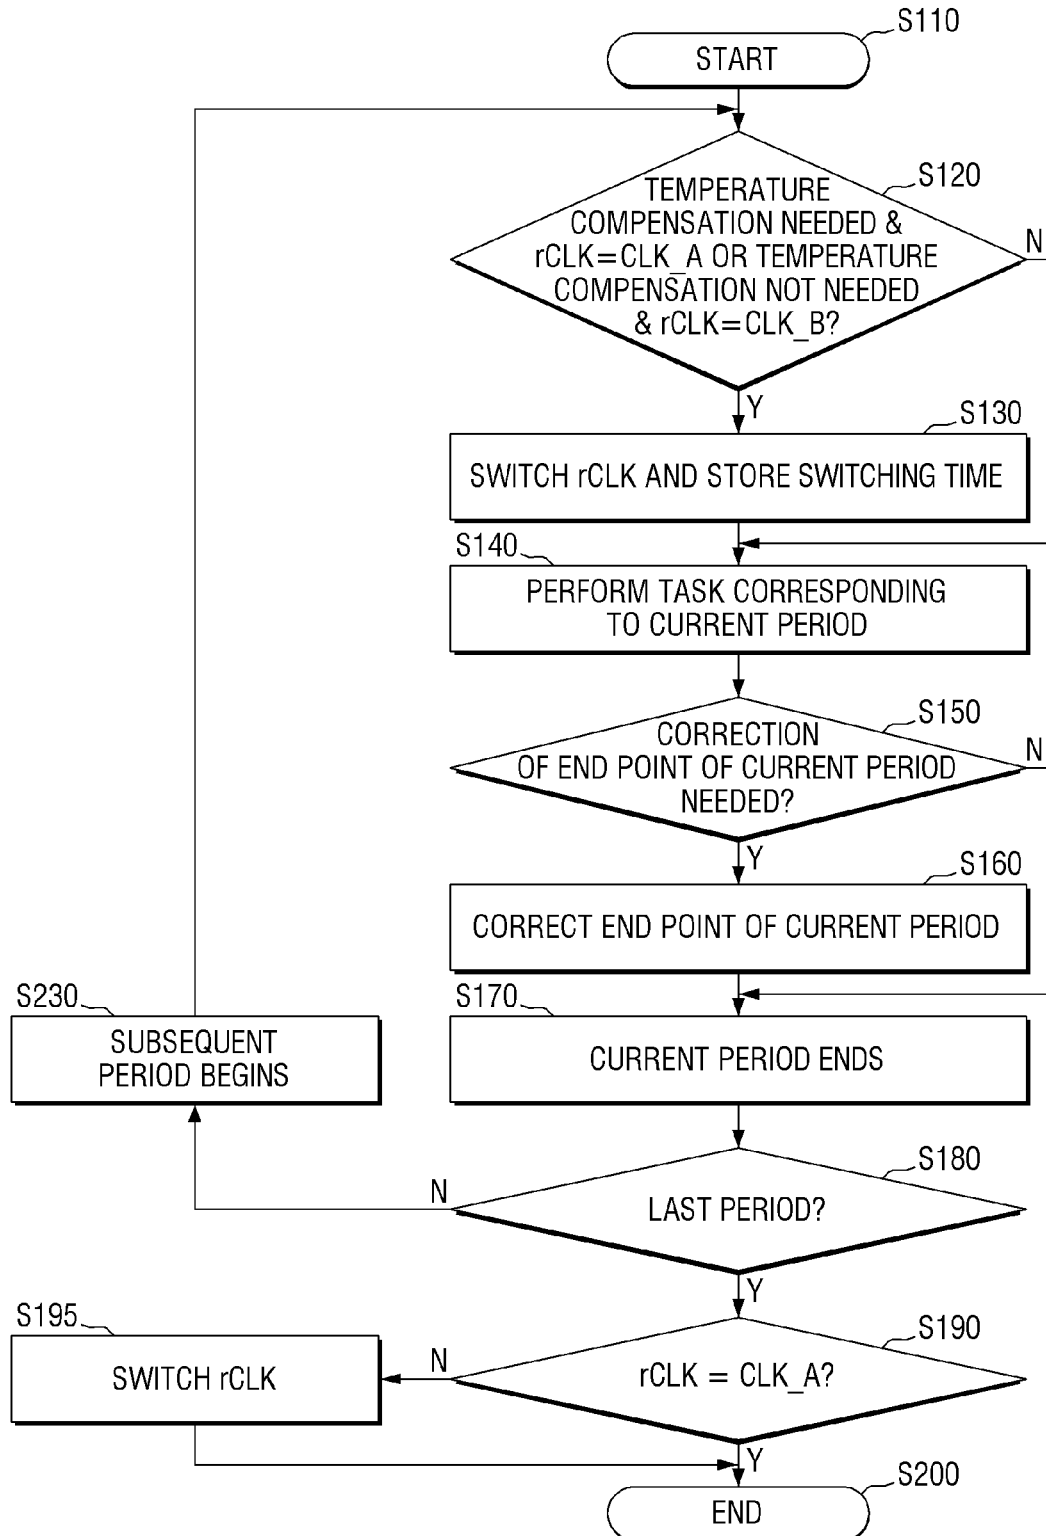 S110
START
S120
TEMPERATURE
COMPENSATION NEEDED &
rCLK=CLK_A OR TEMPERATURE
COMPENSATION NOT NEEDED
& rCLK=CLK_B?
N
Y
S130
SWITCH rCLK AND STORE SWITCHING TIME
S140
PERFORM TASK CORRESPONDING
TO CURRENT PERIOD
S150
CORRECTION
OF END POINT OF CURRENT PERIOD
NEEDED?
N
Y
S160
CORRECT END POINT OF CURRENT PERIOD
S230
SUBSEQUENT
PERIOD BEGINS
S170
CURRENT PERIOD ENDS
S180
LAST PERIOD?
N
Y
S195
SWITCH rCLK
S190
rCLK = CLK_A?
N
Y
S200
END